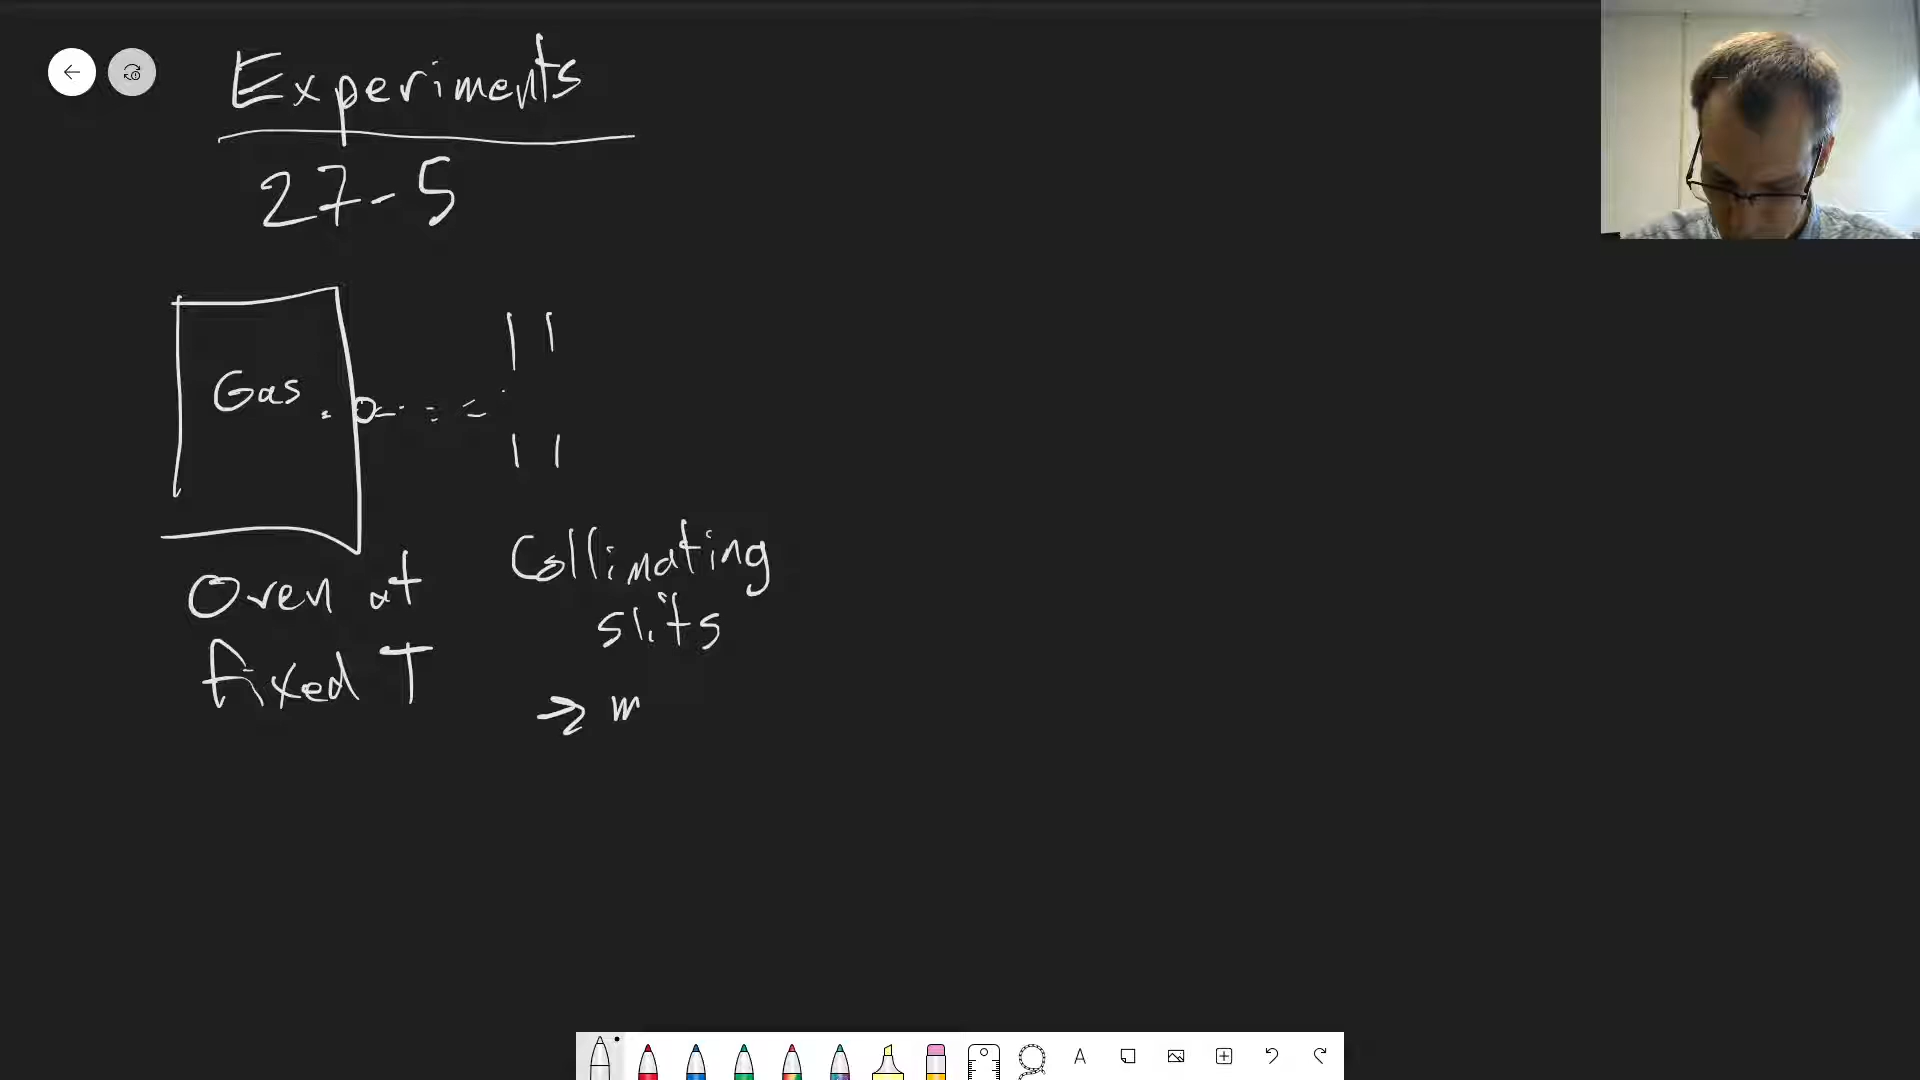 Experiments
27-5
Gas
Collimating
slits
→ m
Oven at
fixed T
A